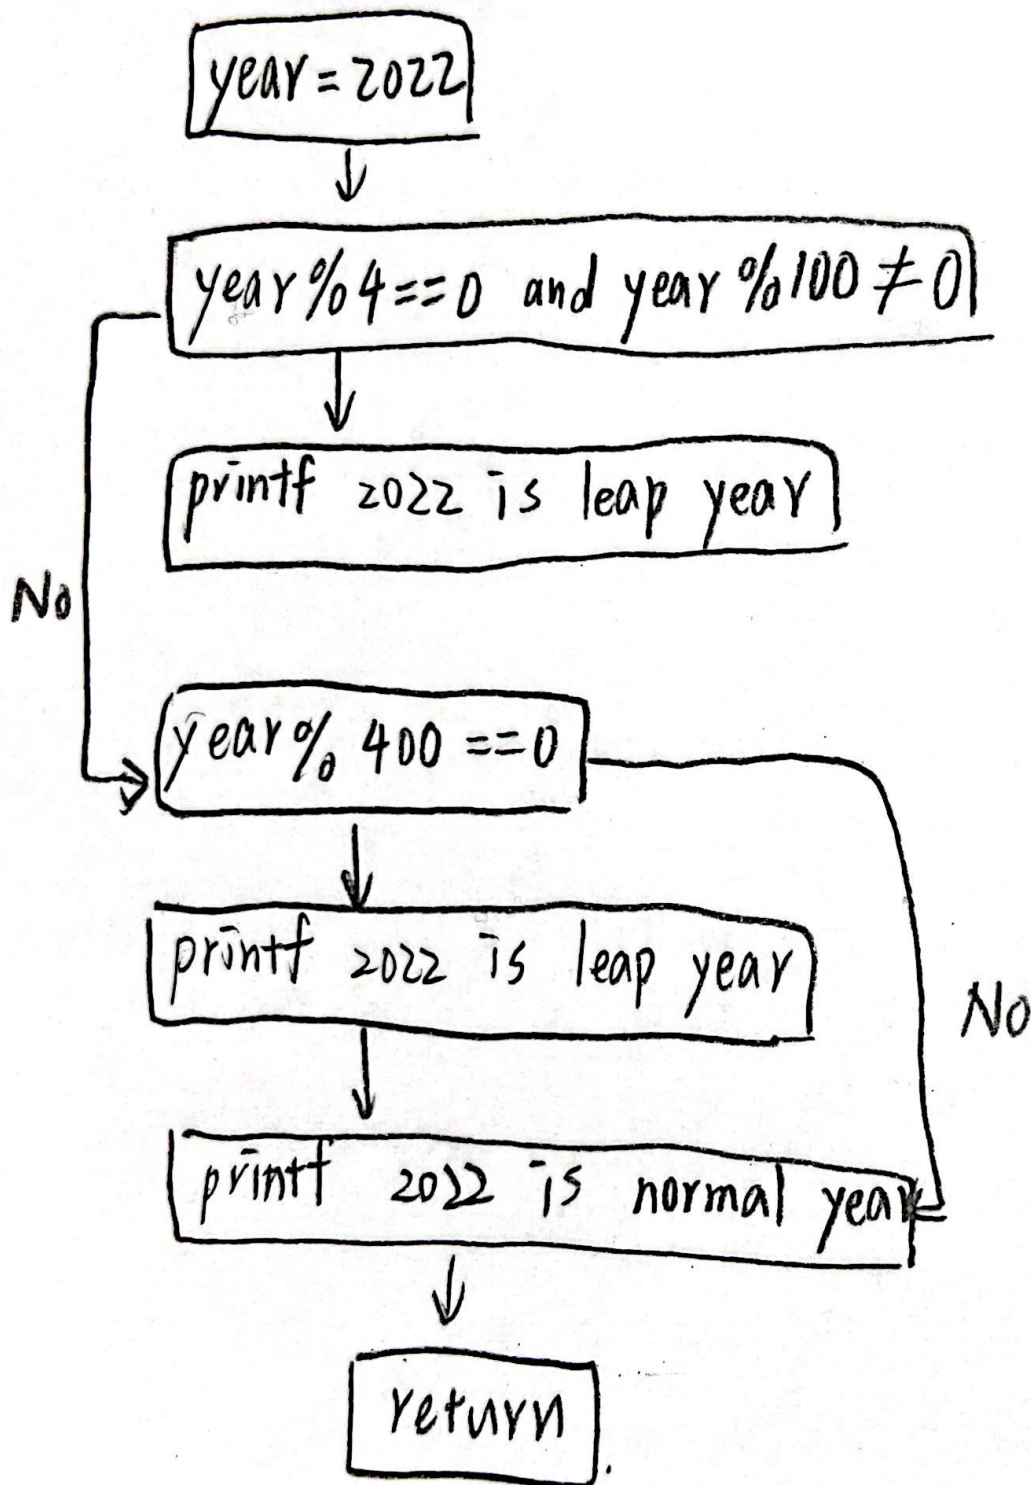 year = 2022
year % 4 == 0 and year % 100 ≠ 0
printf 2022 is leap year
No
year % 400 == 0
printf 2022 is leap year
No
printf 2022 is normal year
return